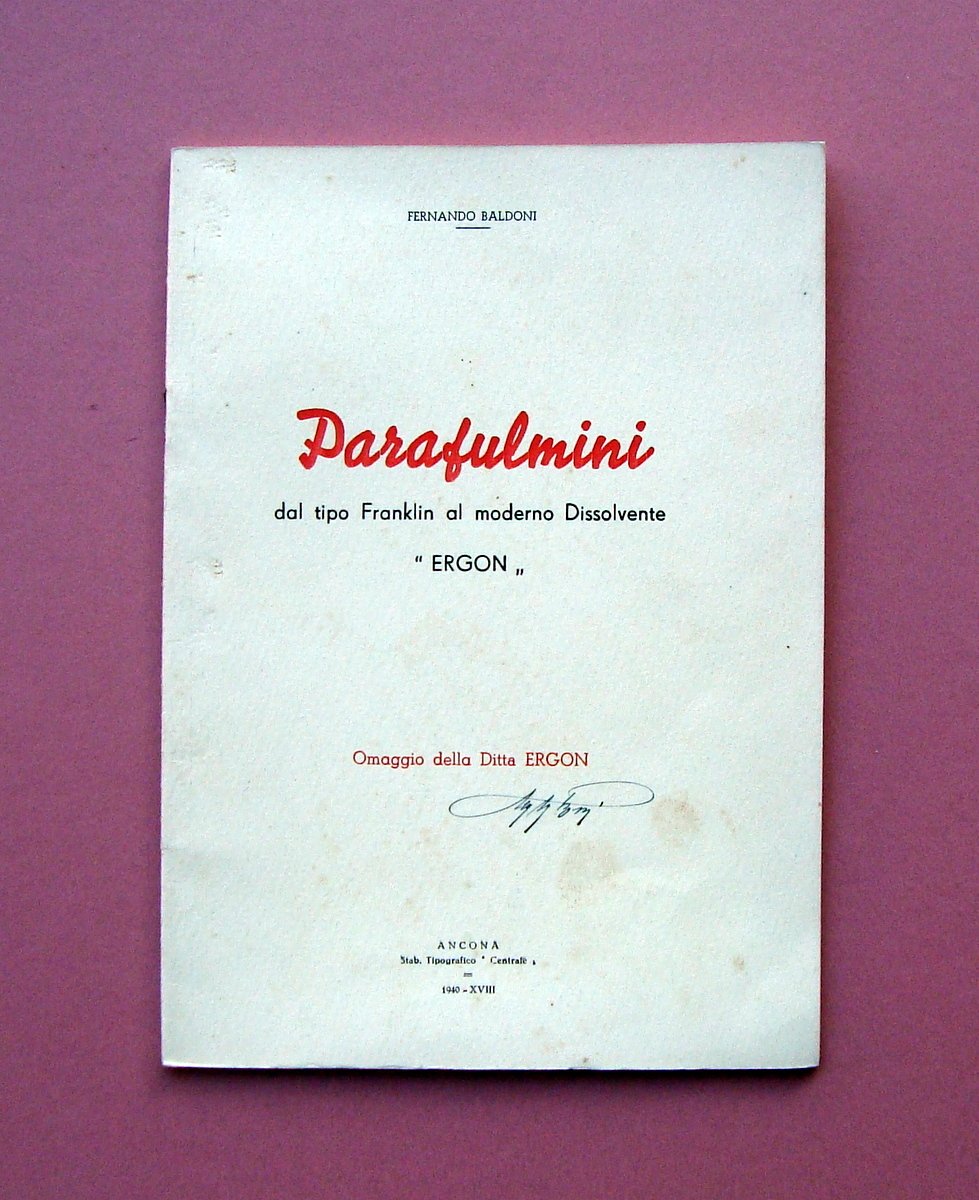 FERNANDO BALDONI
Parafulmini
dal tipo Franklin al moderno Dissolvente
“ ERGON „
Omaggio della Ditta ERGON
ANCONA
Stab. Tipografico " Centrale „
1940 - XVIII